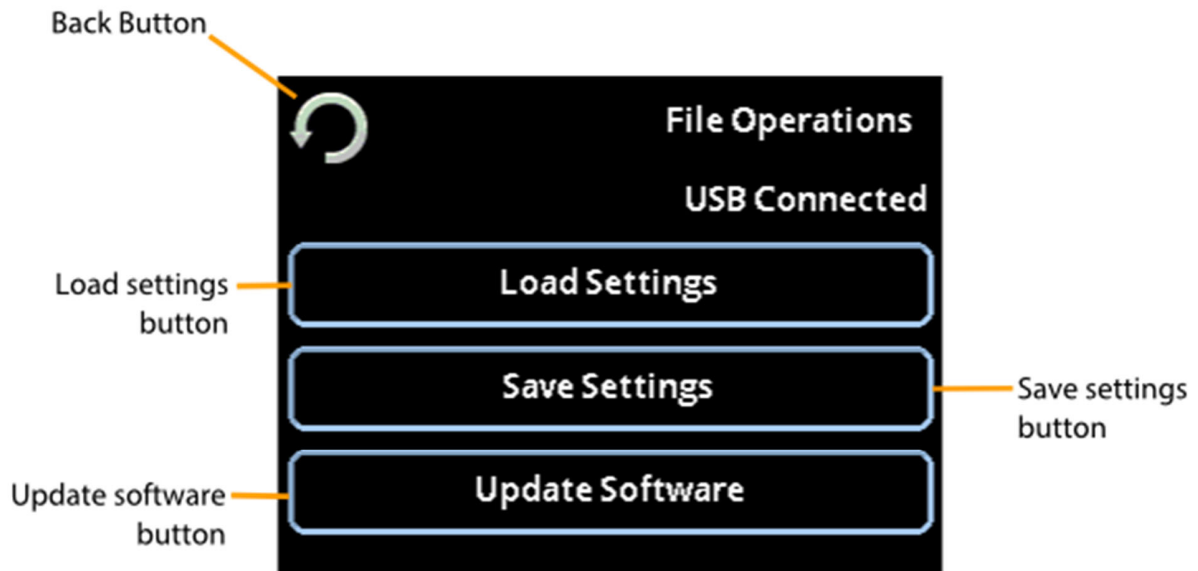 Back Button
File Operations
USB Connected
Load settings
button
Load Settings
Save Settings
Save settings
button
Update software
button
Update Software